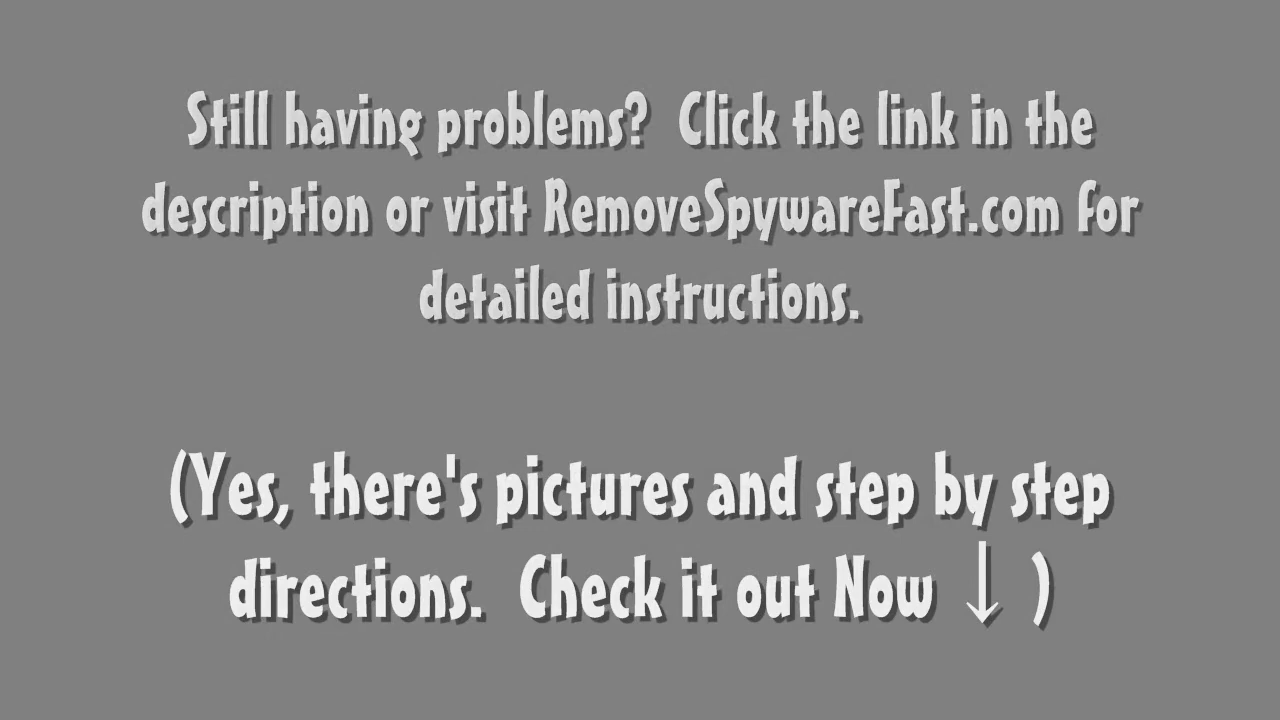 Still having problems?  Click the link in the
description or visit RemoveSpywareFast.com for
detailed instructions.
(Yes, there's pictures and step by step
directions.  Check it out Now ↓ )